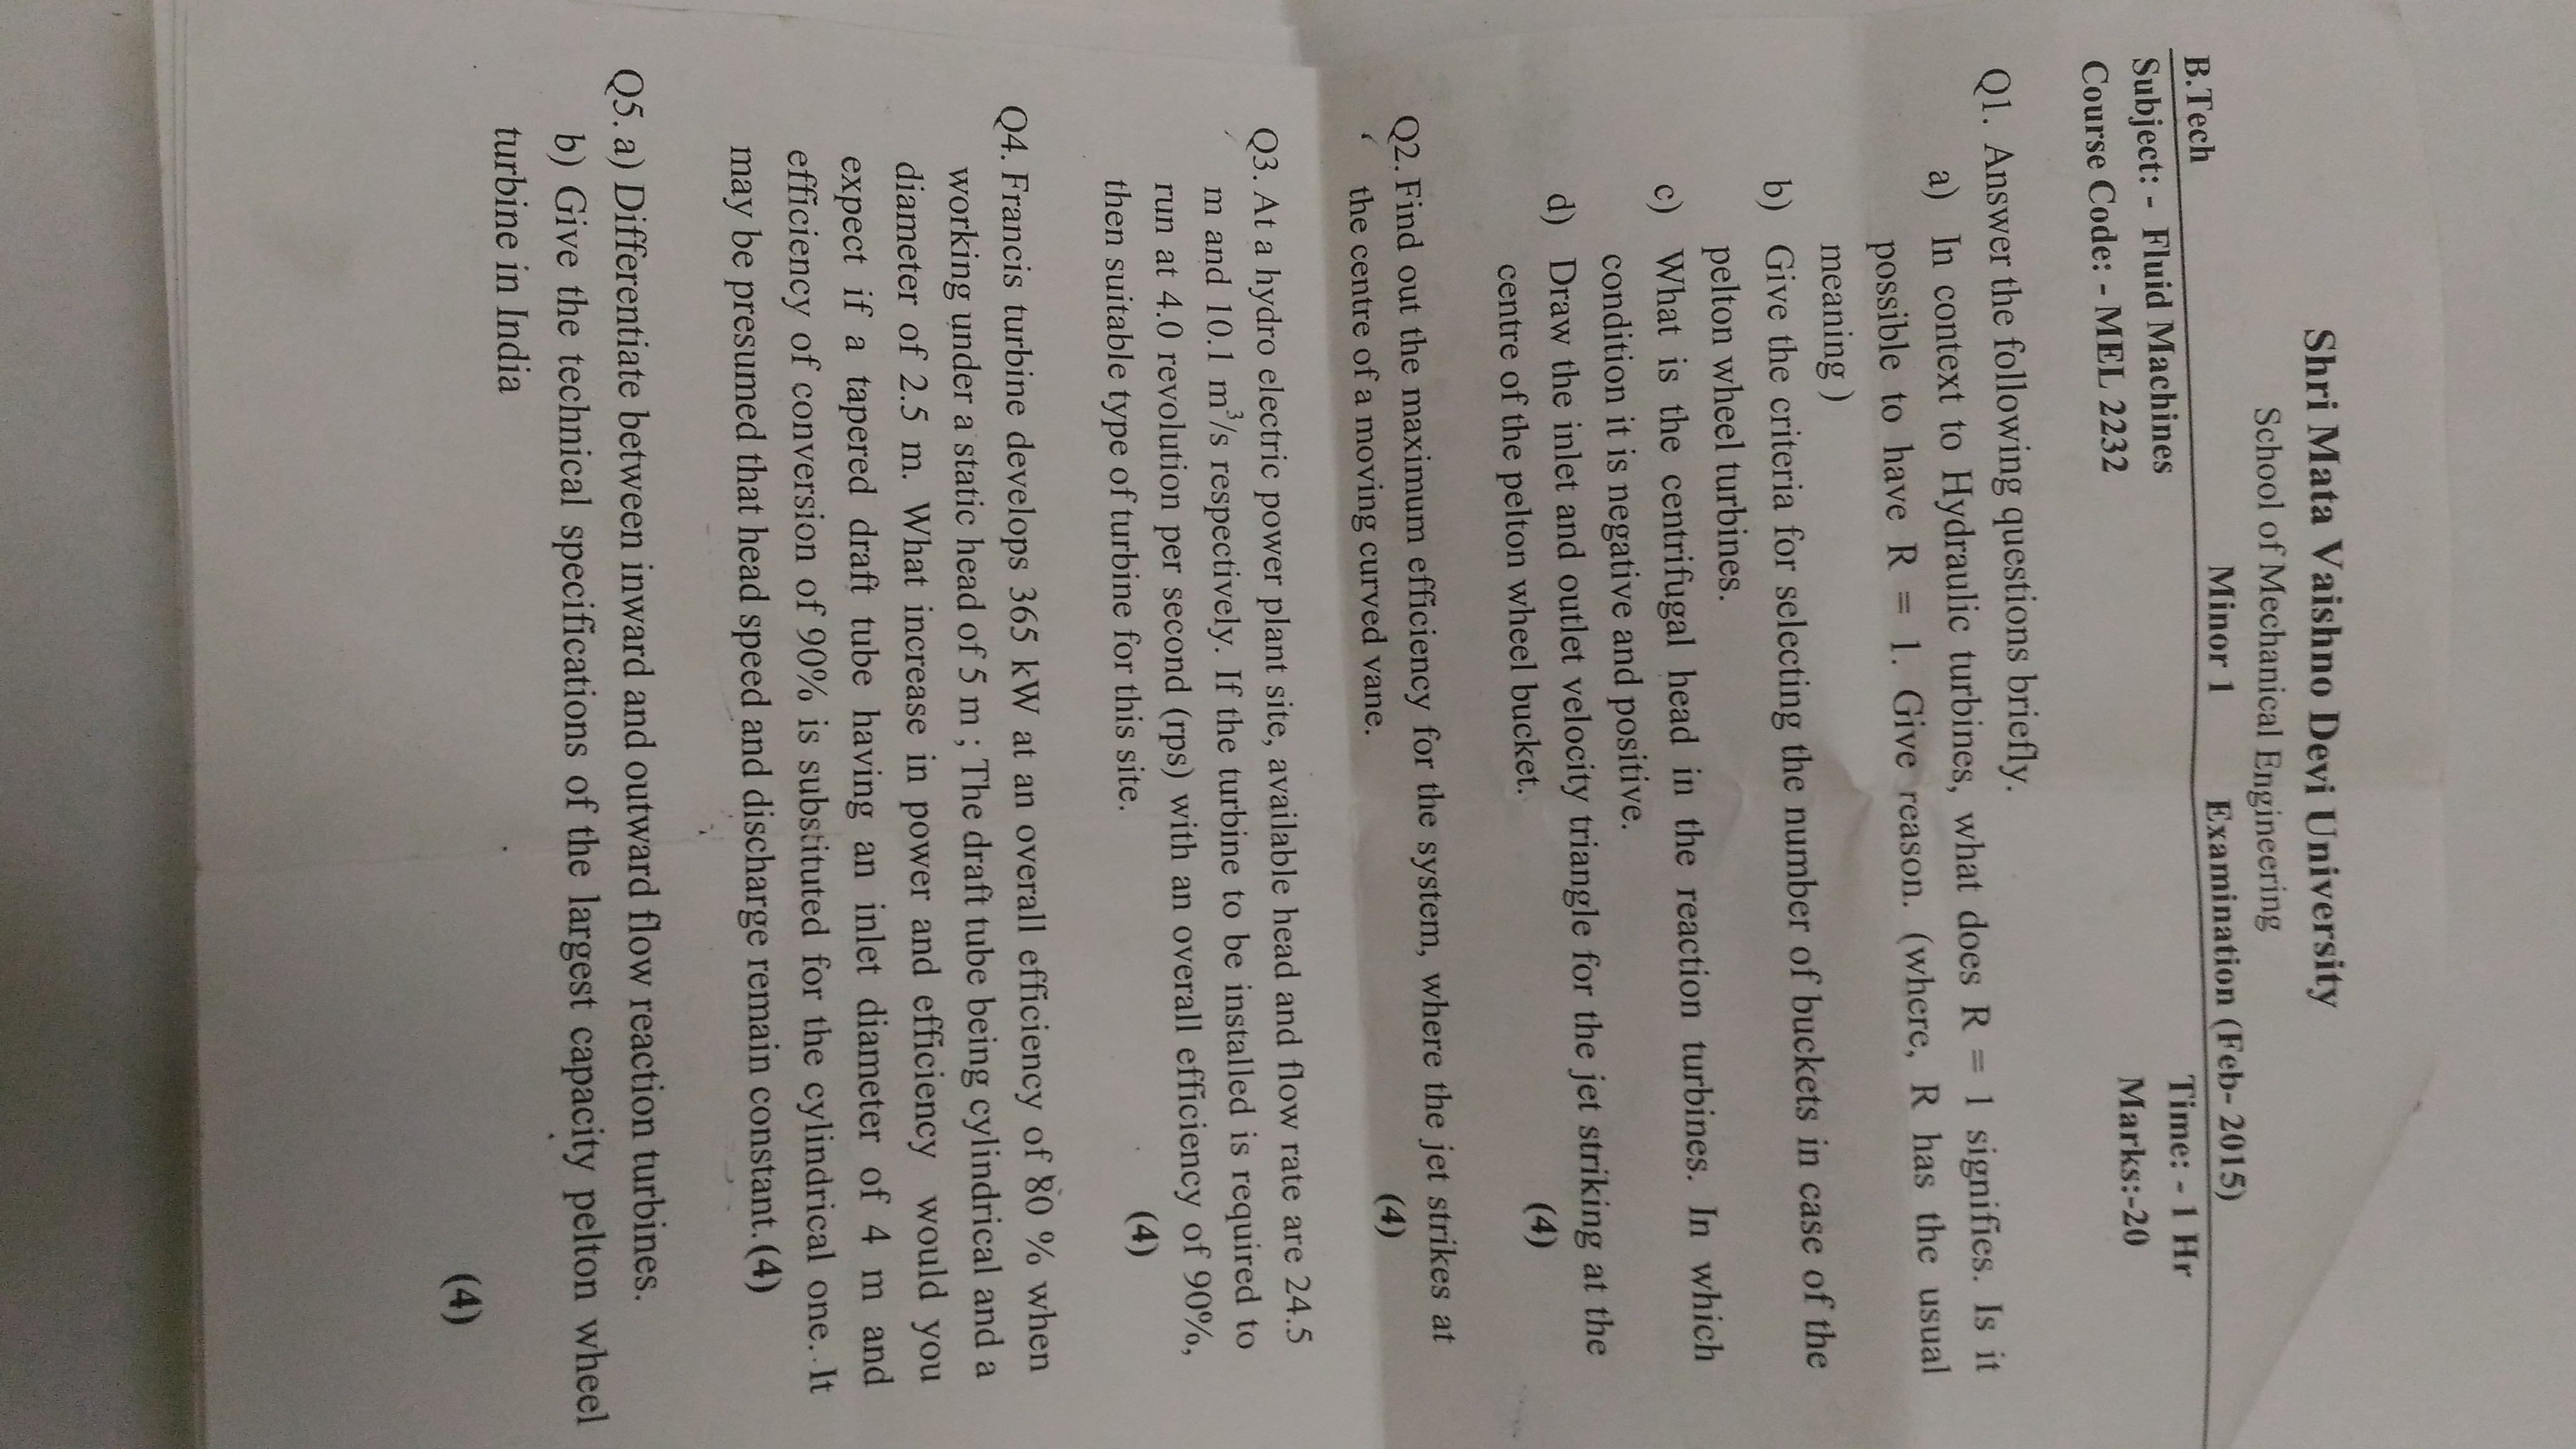 Shri Mata Vaishno Devi University
School of Mechanical Engineering
B.Tech Minor 1 Examination (Feb- 2015)
Subject: - Fluid Machines Time: - 1 Hr
Course Code: - MEL 2232 Marks:-20
Q1. Answer the following questions briefly.
a) In context to Hydraulic turbines, what does R = 1 signifies. Is it
possible to have R = 1. Give reason. (where, R has the usual
meaning )
b) Give the criteria for selecting the number of buckets in case of the
pelton wheel turbines.
c) What is the centrifugal head in the reaction turbines. In which
condition it is negative and positive.
d) Draw the inlet and outlet velocity triangle for the jet striking at the
centre of the pelton wheel bucket. (4)
Q2. Find out the maximum efficiency for the system, where the jet strikes at
the centre of a moving curved vane. (4)
Q3. At a hydro electric power plant site, available head and flow rate are 24.5
m and 10.1 m³/s respectively. If the turbine to be installed is required to
run at 4.0 revolution per second (rps) with an overall efficiency of 90%,
then suitable type of turbine for this site. (4)
Q4. Francis turbine develops 365 kW at an overall efficiency of 80 % when
working under a static head of 5 m ; The draft tube being cylindrical and a
diameter of 2.5 m. What increase in power and efficiency would you
expect if a tapered draft tube having an inlet diameter of 4 m and
efficiency of conversion of 90% is substituted for the cylindrical one. It
may be presumed that head speed and discharge remain constant. (4)
Q5. a) Differentiate between inward and outward flow reaction turbines.
b) Give the technical specifications of the largest capacity pelton wheel
turbine in India
(4)